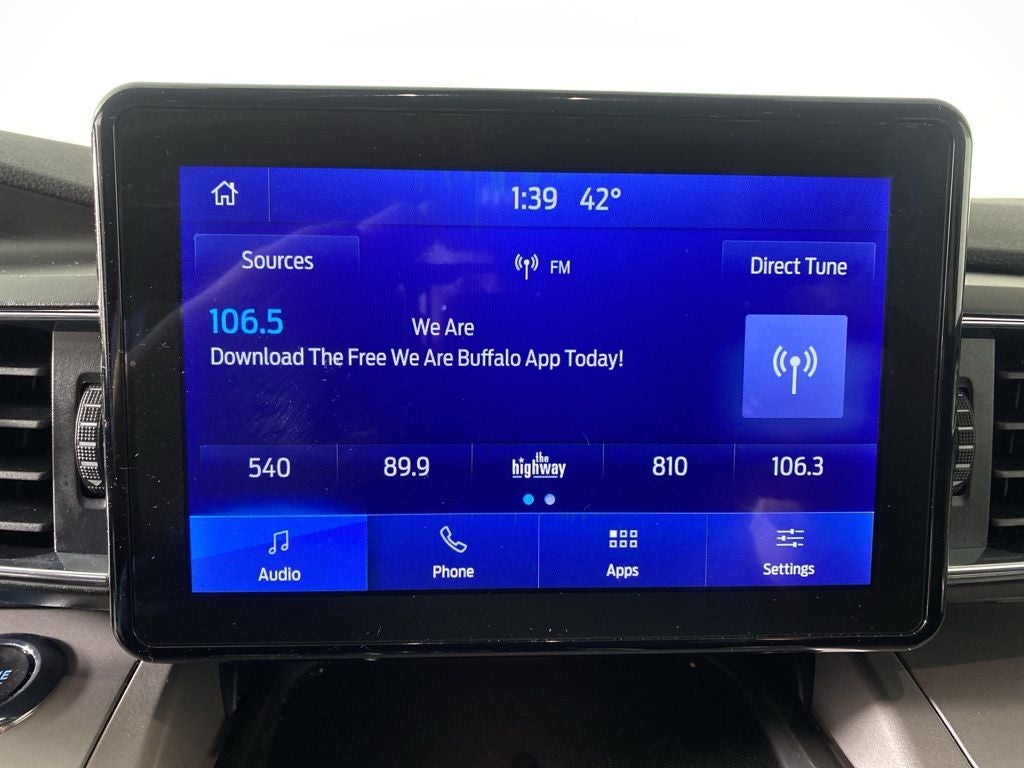 1:39 42°
Sources FM Direct Tune
106.5 We Are
Download The Free We Are Buffalo App Today!
540 89.9 the highway 810 106.3
Audio Phone Apps Settings